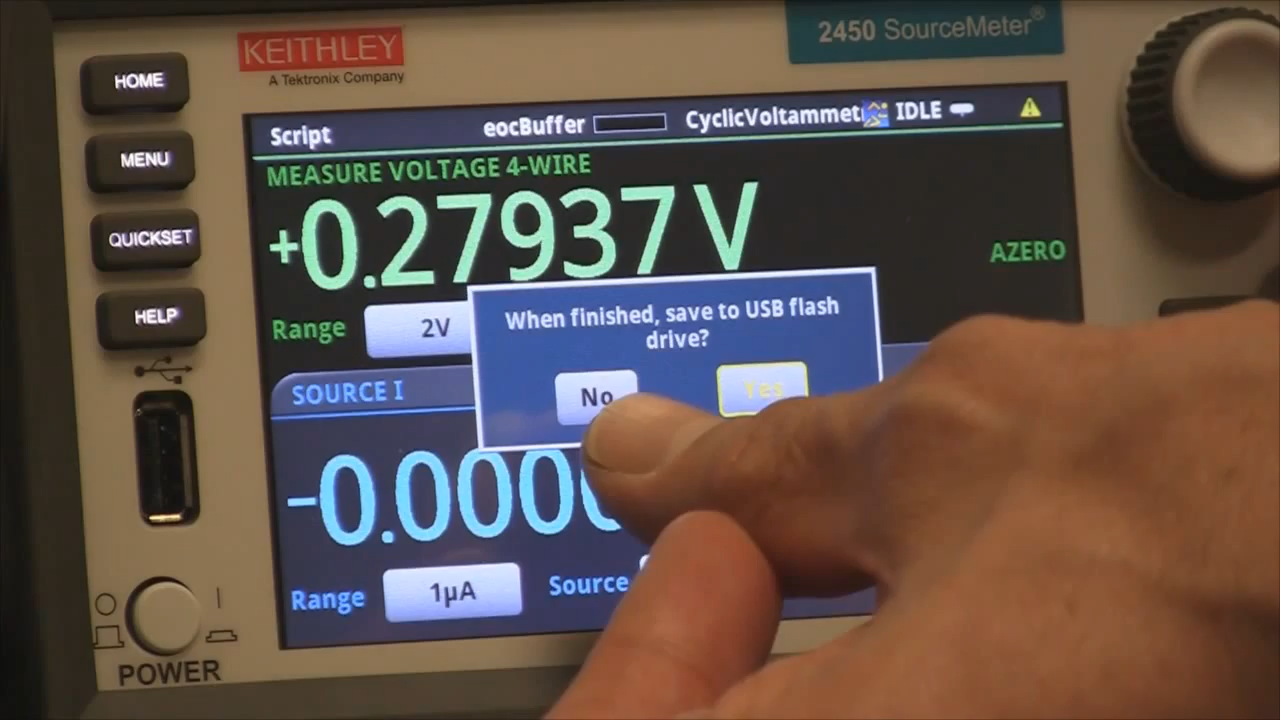 KEITHLEY
A Tektronix Company
2450 SourceMeter®
HOME
MENU
QUICKSET
HELP
POWER
Script
eocBuffer
CyclicVoltammet
IDLE
MEASURE VOLTAGE 4-WIRE
+0.27937 V
AZERO
Range
2V
When finished, save to USB flash
drive?
No
Yes
SOURCE I
-0.000
Range
1µA
Source